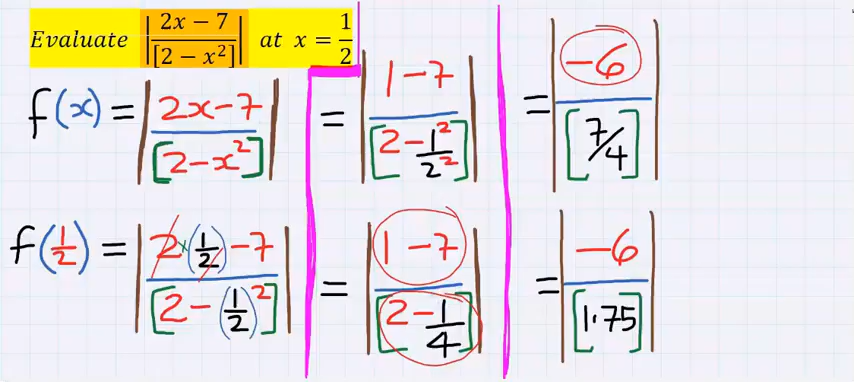 Evaluate |(2x − 7)/[2 − x²]| at x = 1/2
f(x) = |(2x−7)/[2−x²]|
f(1/2) = |(2×(1/2) −7)/[2 − (1/2)²]|
= |(1−7)/[2 − 1²/2²]|
= |(1−7)/[2 − 1/4]|
= |−6/[7/4]|
= |−6/[1.75]|